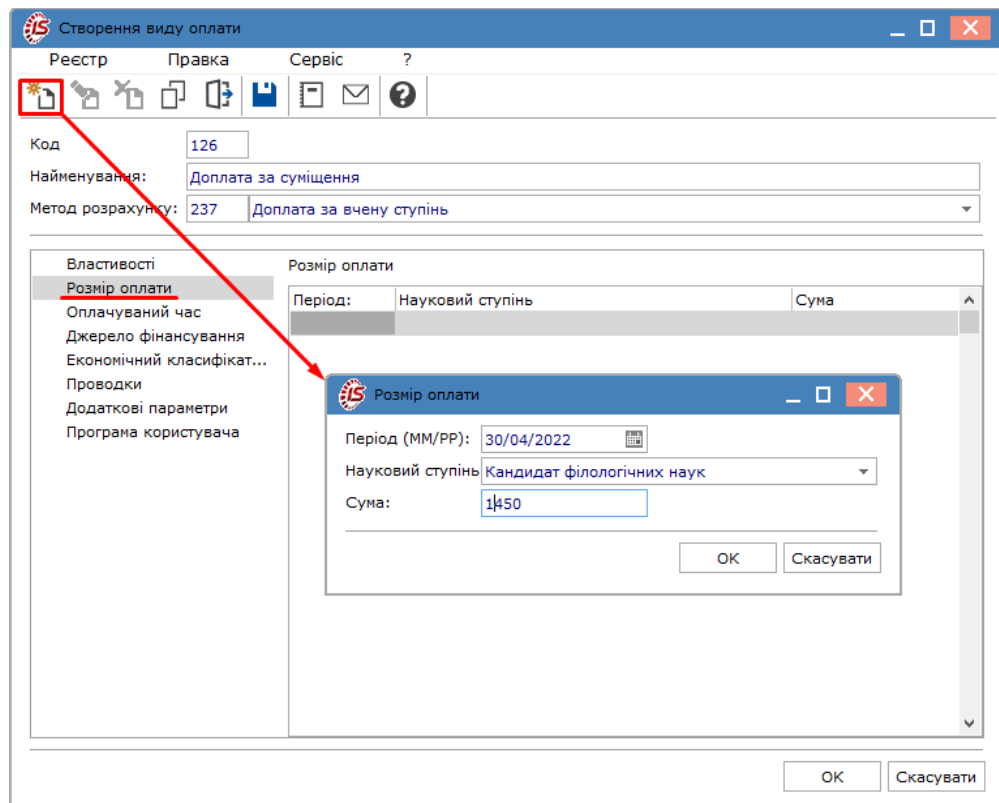 Створення виду оплати
Реєстр Правка Сервіс ?
Код 126
Найменування: Доплата за суміщення
Метод розрахунку: 237 Доплата за вчену ступінь
Властивості
Розмір оплати
Оплачуваний час
Джерело фінансування
Економічний класифікат...
Проводки
Додаткові параметри
Програма користувача
Розмір оплати
Період: Науковий ступінь Сума
Розмір оплати
Період (ММ/РР): 30/04/2022
Науковий ступінь Кандидат філологічних наук
Сума: 1450
ОК Скасувати
ОК Скасувати